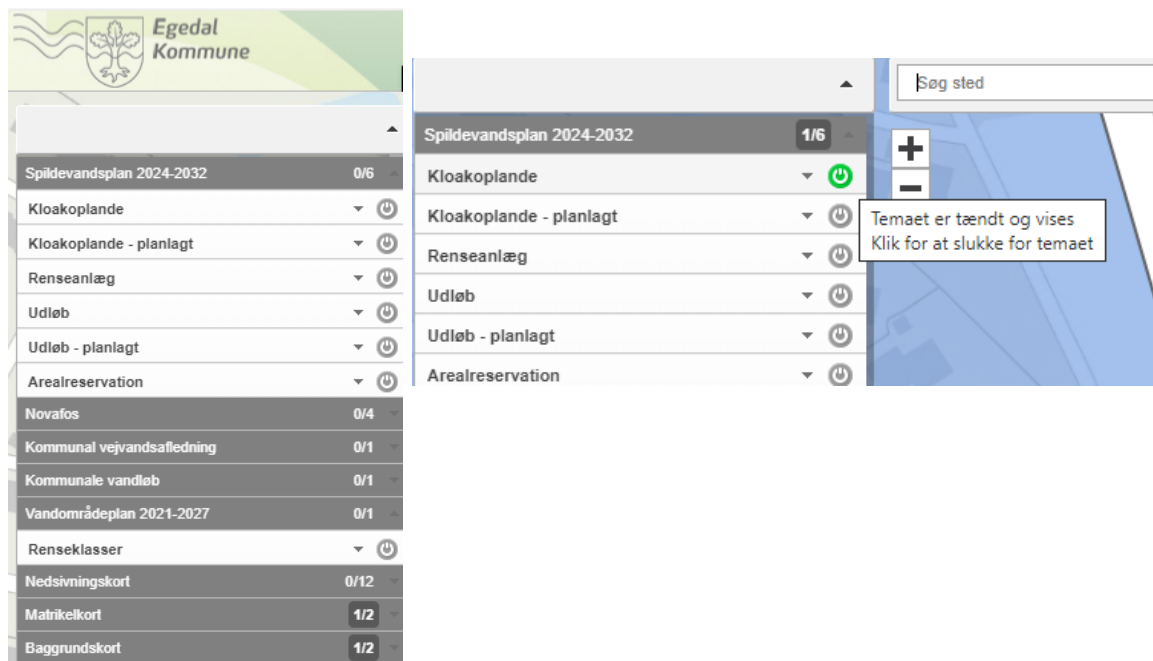 Egedal
Kommune
Spildevandsplan 2024-2032 0/6
Kloakoplande
Kloakoplande - planlagt
Renseanlæg
Udløb
Udløb - planlagt
Arealreservation
Novafos 0/4
Kommunal vejvandsafledning 0/1
Kommunale vandløb 0/1
Vandområdeplan 2021-2027 0/1
Renseklasser
Nedsivningskort 0/12
Matrikelkort 1/2
Baggrundskort 1/2
Søg sted
Spildevandsplan 2024-2032 1/6
Kloakoplande
Kloakoplande - planlagt
Renseanlæg
Udløb
Udløb - planlagt
Arealreservation
Temaet er tændt og vises
Klik for at slukke for temaet